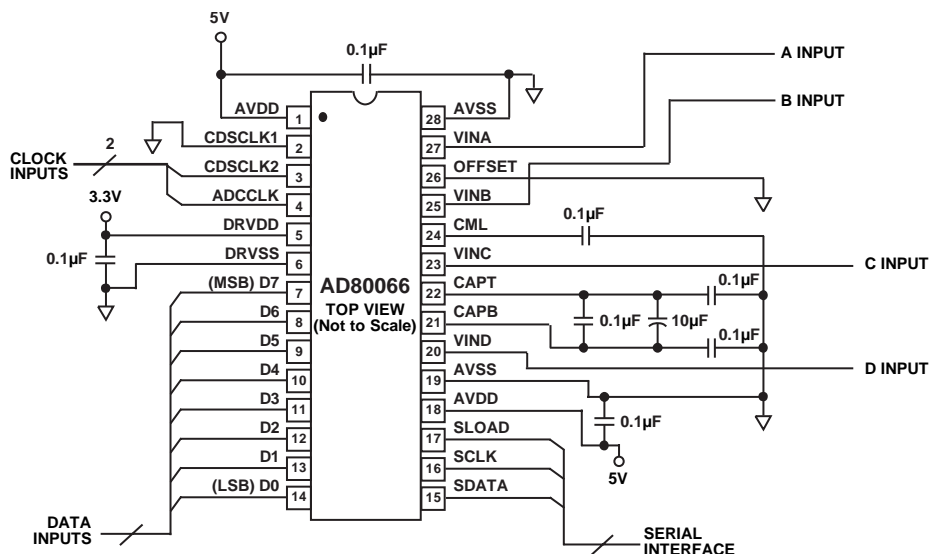 5V
0.1µF
A INPUT
B INPUT
AVDD 1
28 AVSS
CDSCLK1 2
27 VINA
CLOCK
INPUTS
2
CDSCLK2 3
26 OFFSET
ADCCLK 4
25 VINB
3.3V
DRVDD 5
24 CML
0.1µF
0.1µF
DRVSS 6
23 VINC
C INPUT
(MSB) D7 7
AD80066
TOP VIEW
(Not to Scale)
22 CAPT
0.1µF
D6 8
21 CAPB
0.1µF
10µF
0.1µF
D5 9
20 VIND
D INPUT
D4 10
19 AVSS
D3 11
18 AVDD
0.1µF
D2 12
17 SLOAD
5V
D1 13
16 SCLK
(LSB) D0 14
15 SDATA
DATA
INPUTS
SERIAL
INTERFACE